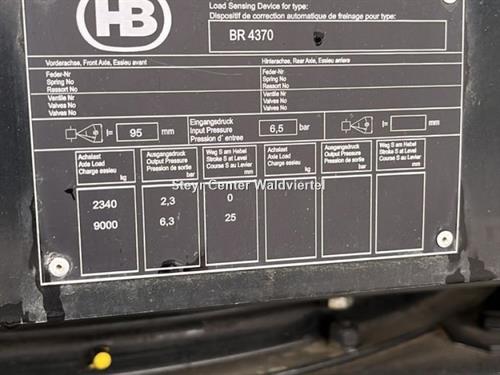 HB
Load Sensing Device for type:
Dispositif de correction automatique de freinage pour type:
BR 4370
Vorderachse, Front Axle, Essieu avant
Hinterachse, Rear Axle, Essieu arriere
Feder-Nr
Spring No
Ressort No
Ventile Nr
Valves No
Valves No
Feder-Nr
Spring No
Ressort No
Ventille Nr
Valves No
Valves No
l= 95 mm
Eingangsdruck
Input Pressure
Pression d´ entree
6,5 bar
l= mm
Achslast
Axle Load
Charge essieu
kg
Ausgangsdruck
Output Pressure
Pression de sortie
bar
Weg S am Hebel
Stroke S at Level
Course S au Levier
mm
Achslast
Axle Load
Charge essieu
kg
Ausgangsdruck
Output Pressure
Pression de sortie
bar
Weg S am Hebel
Stroke S at Level
Course S au Levier
mm
Steyr Center Waldviertel
2340 2,3 0
9000 6,3 25